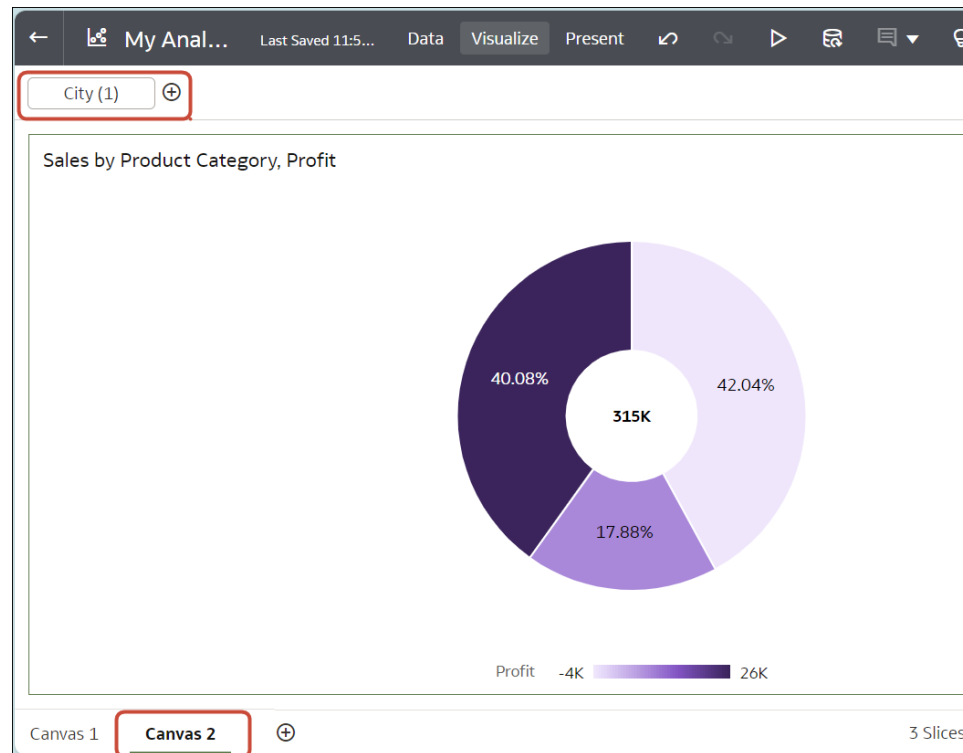 My Anal... Last Saved 11:5... Data Visualize Present
City (1)
Sales by Product Category, Profit
40.08%
42.04%
315K
17.88%
Profit -4K 26K
Canvas 1 Canvas 2 3 Slices